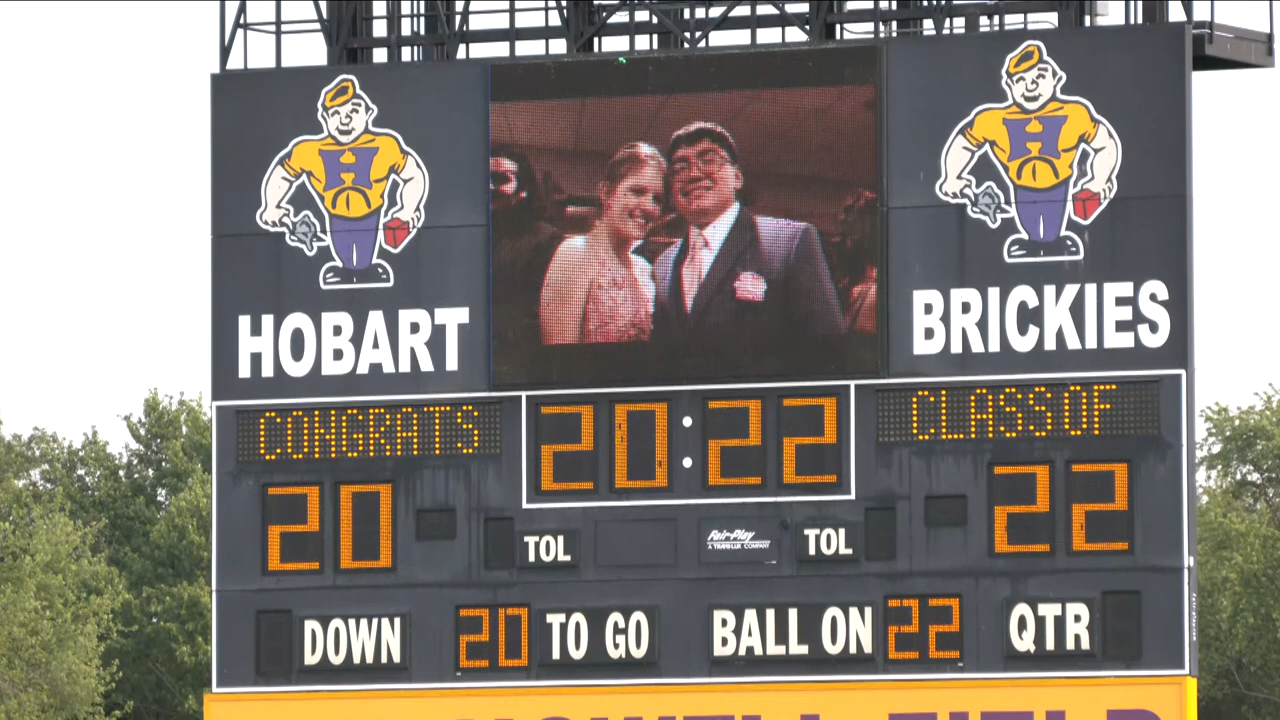 H
H
HOBART
BRICKIES
CONGRATS
20:22
CLASS OF
20
22
TOL
Fair-Play
A TRANS-LUX COMPANY
TOL
DOWN
20
TO GO
BALL ON
22
QTR
FIELD